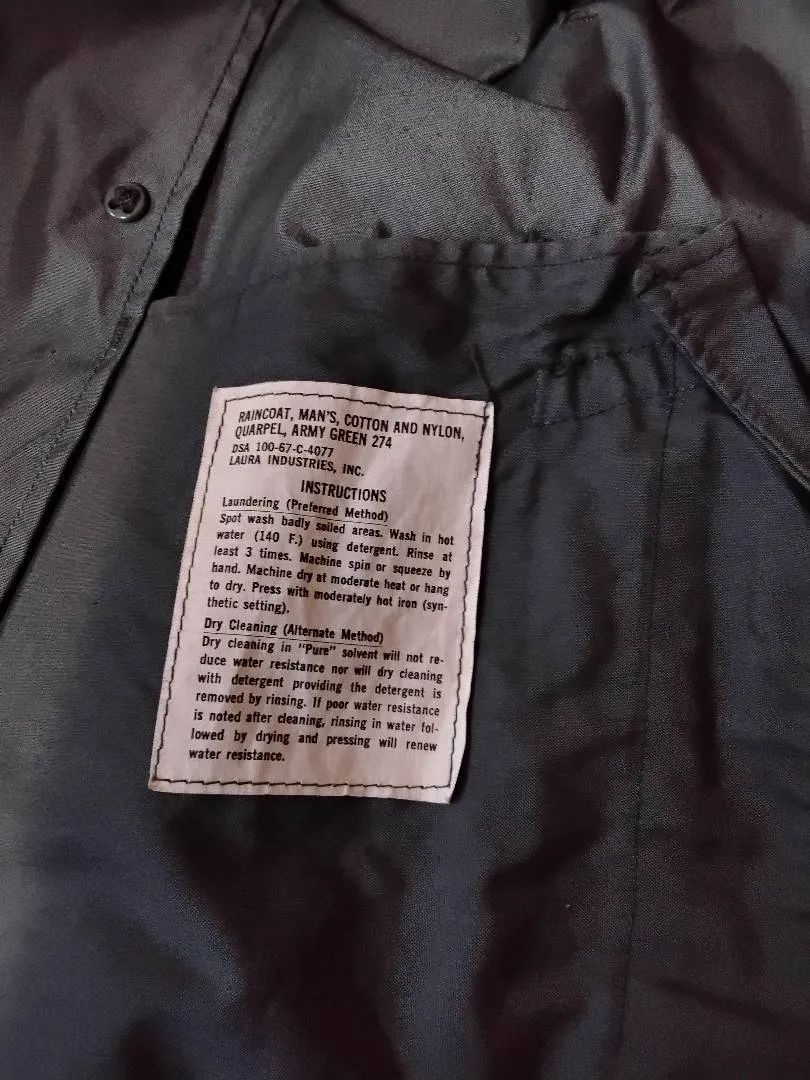 RAINCOAT, MAN'S, COTTON AND NYLON,
QUARPEL, ARMY GREEN 274
DSA 100-67-C-4077
LAURA INDUSTRIES, INC.
INSTRUCTIONS
Laundering (Preferred Method)
Spot wash badly soiled areas. Wash in hot
water (140 F.) using detergent. Rinse at
least 3 times. Machine spin or squeeze by
hand. Machine dry at moderate heat or hang
to dry. Press with moderately hot iron (syn-
thetic setting).
Dry Cleaning (Alternate Method)
Dry cleaning in "Pure" solvent will not re-
duce water resistance nor will dry cleaning
with detergent providing the detergent is
removed by rinsing. If poor water resistance
is noted after cleaning, rinsing in water fol-
lowed by drying and pressing will renew
water resistance.